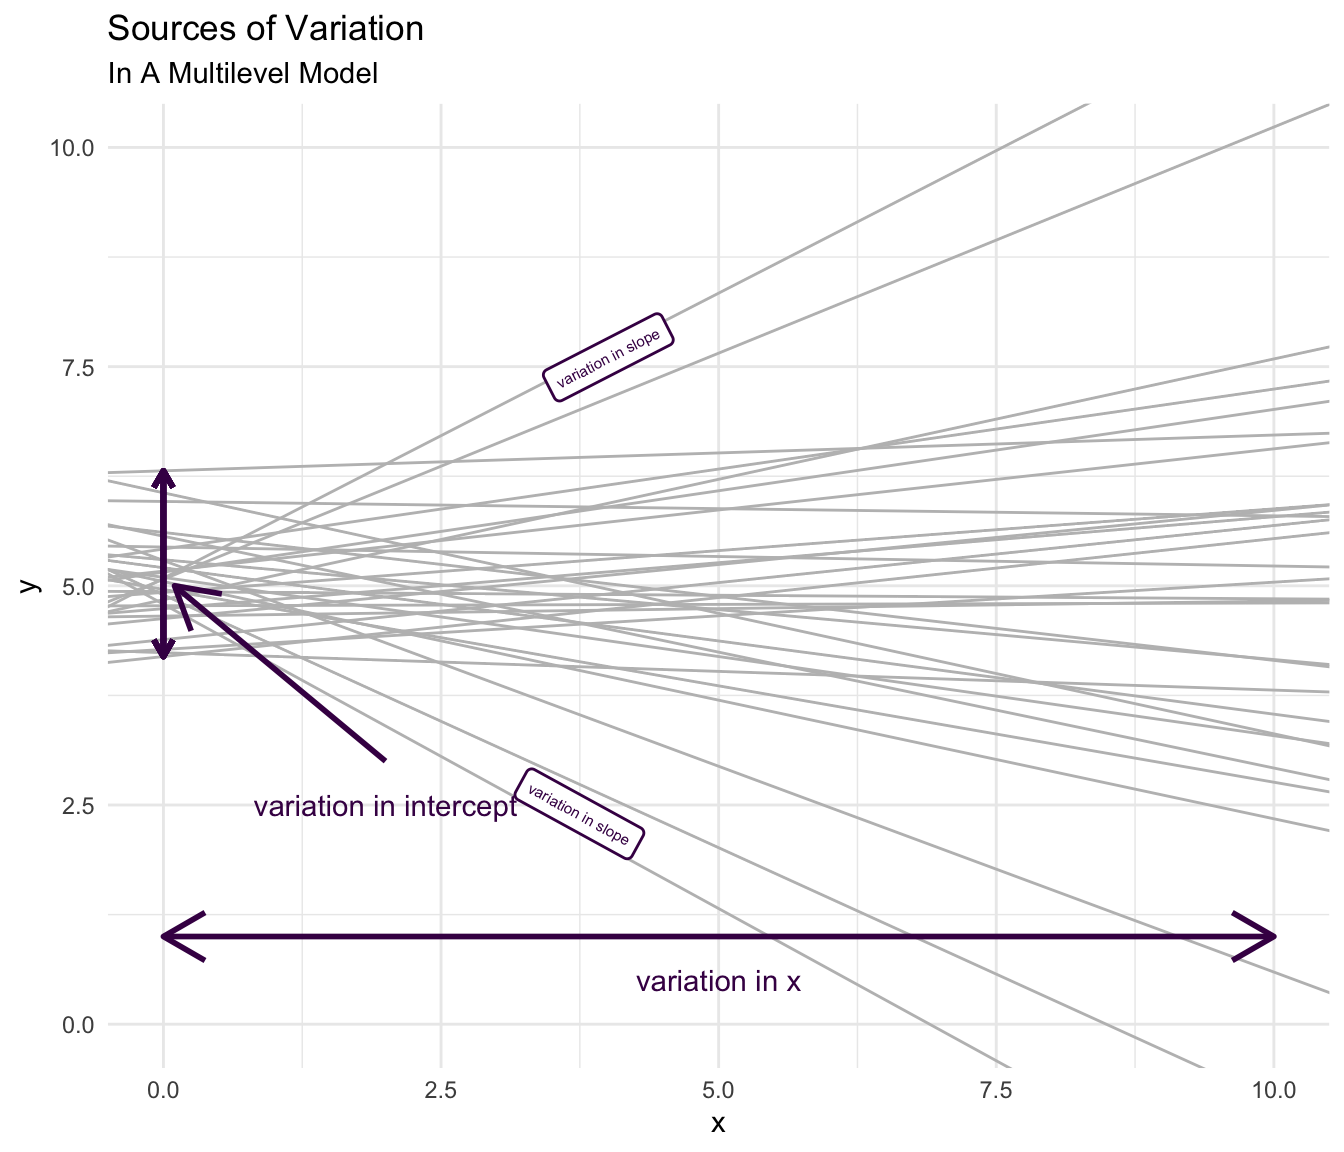 Sources of Variation
In A Multilevel Model
10.0
7.5
5.0
2.5
0.0
y
variation in slope
variation in intercept
variation in slope
variation in x
0.0 2.5 5.0 7.5 10.0
x